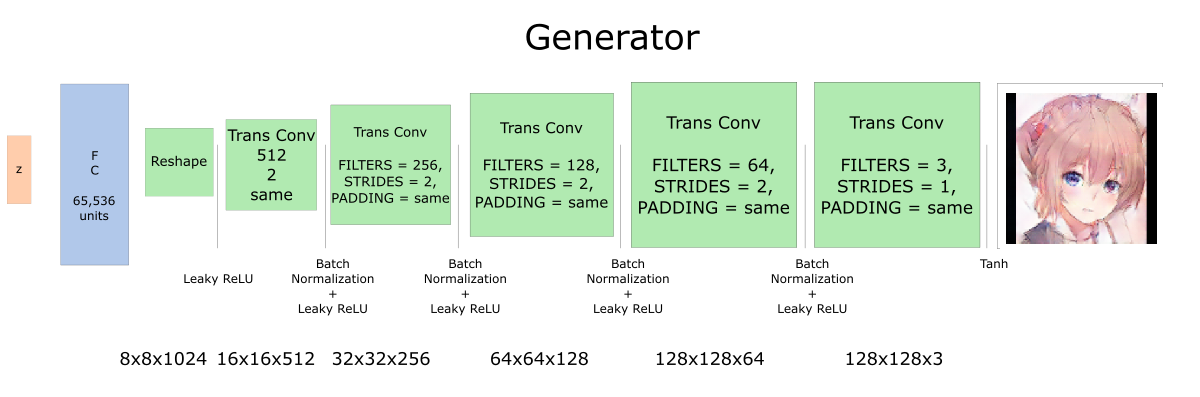 Generator
z
F
C
65,536
units
Reshape
Trans Conv
512
2
same
Trans Conv
FILTERS = 256,
STRIDES = 2,
PADDING = same
Trans Conv
FILTERS = 128,
STRIDES = 2,
PADDING = same
Trans Conv
FILTERS = 64,
STRIDES = 2,
PADDING = same
Trans Conv
FILTERS = 3,
STRIDES = 1,
PADDING = same
Leaky ReLU
Batch
Normalization
+
Leaky ReLU
Batch
Normalization
+
Leaky ReLU
Batch
Normalization
+
Leaky ReLU
Batch
Normalization
+
Leaky ReLU
Tanh
8x8x1024 16x16x512 32x32x256 64x64x128 128x128x64 128x128x3